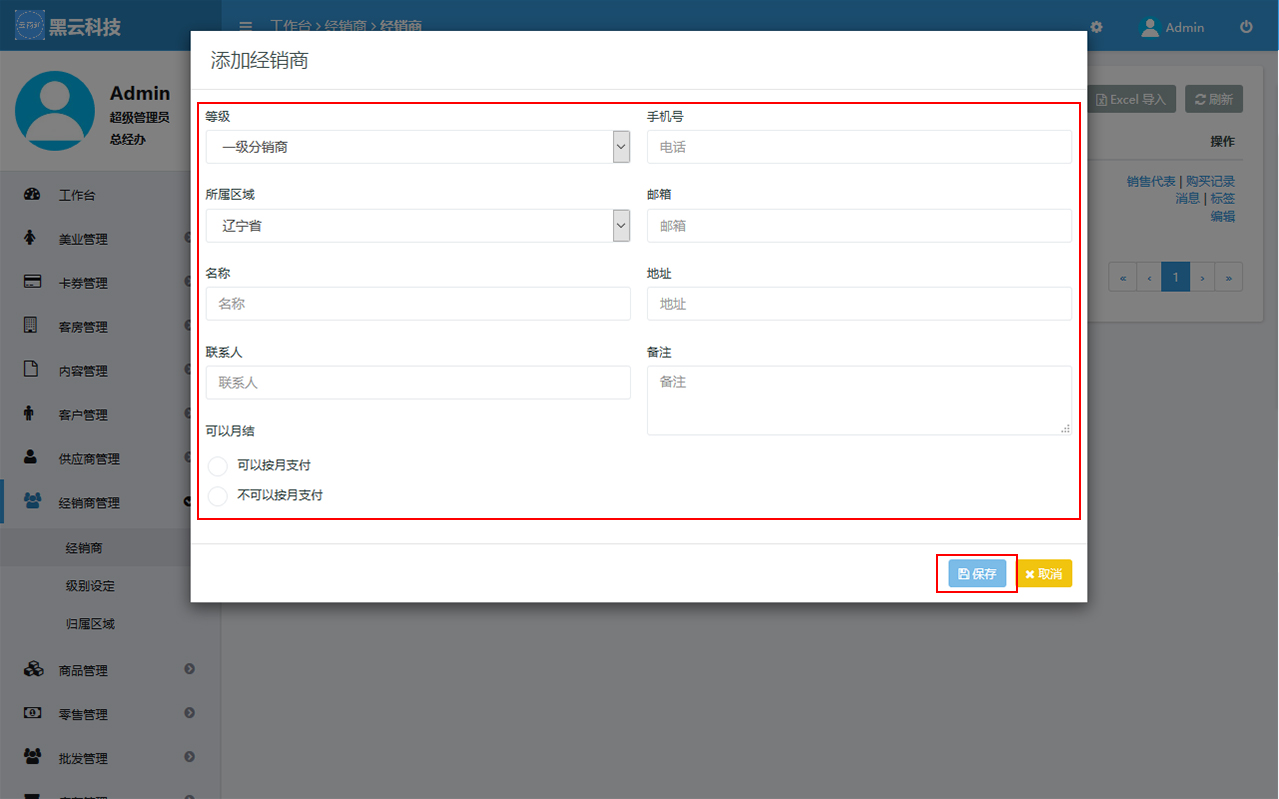 黑云科技
工作台 > 经销商 > 经销商
Admin
Admin
超级管理员
总经办
工作台
美业管理
卡券管理
客房管理
内容管理
客户管理
供应商管理
经销商管理
经销商
级别设定
归属区域
商品管理
零售管理
批发管理
添加经销商
等级
一级分销商
手机号
电话
所属区域
辽宁省
邮箱
邮箱
名称
名称
地址
地址
联系人
联系人
备注
备注
可以月结
可以按月支付
不可以按月支付
保存
取消
Excel 导入
刷新
操作
销售代表 | 购买记录
消息 | 标签
编辑
« ‹ 1 › »